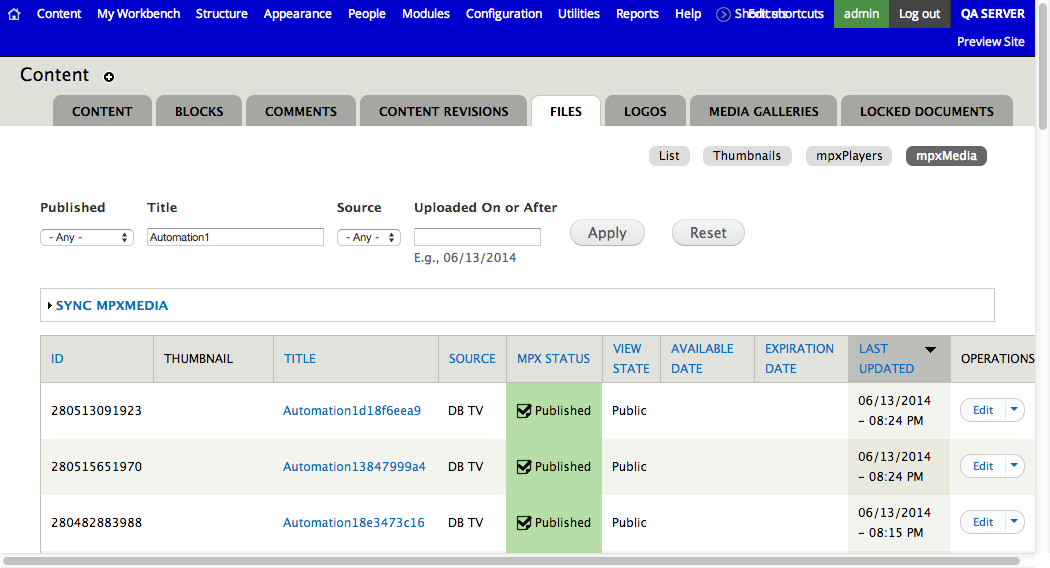 Content My Workbench Structure Appearance People Modules Configuration Utilities Reports Help Edit shortcuts admin Log out QA SERVER
Preview Site
Content
CONTENT BLOCKS COMMENTS CONTENT REVISIONS FILES LOGOS MEDIA GALLERIES LOCKED DOCUMENTS
List Thumbnails mpxPlayers mpxMedia
Published Title Source Uploaded On or After
- Any - Automation1 - Any - Apply Reset
E.g., 06/13/2014
SYNC MPXMEDIA
ID THUMBNAIL TITLE SOURCE MPX STATUS VIEW STATE AVAILABLE DATE EXPIRATION DATE LAST UPDATED OPERATIONS
280513091923 Automation1d18f6eea9 DB TV Published Public 06/13/2014 – 08:24 PM Edit
280515651970 Automation13847999a4 DB TV Published Public 06/13/2014 – 08:24 PM Edit
280482883988 Automation18e3473c16 DB TV Published Public 06/13/2014 – 08:15 PM Edit